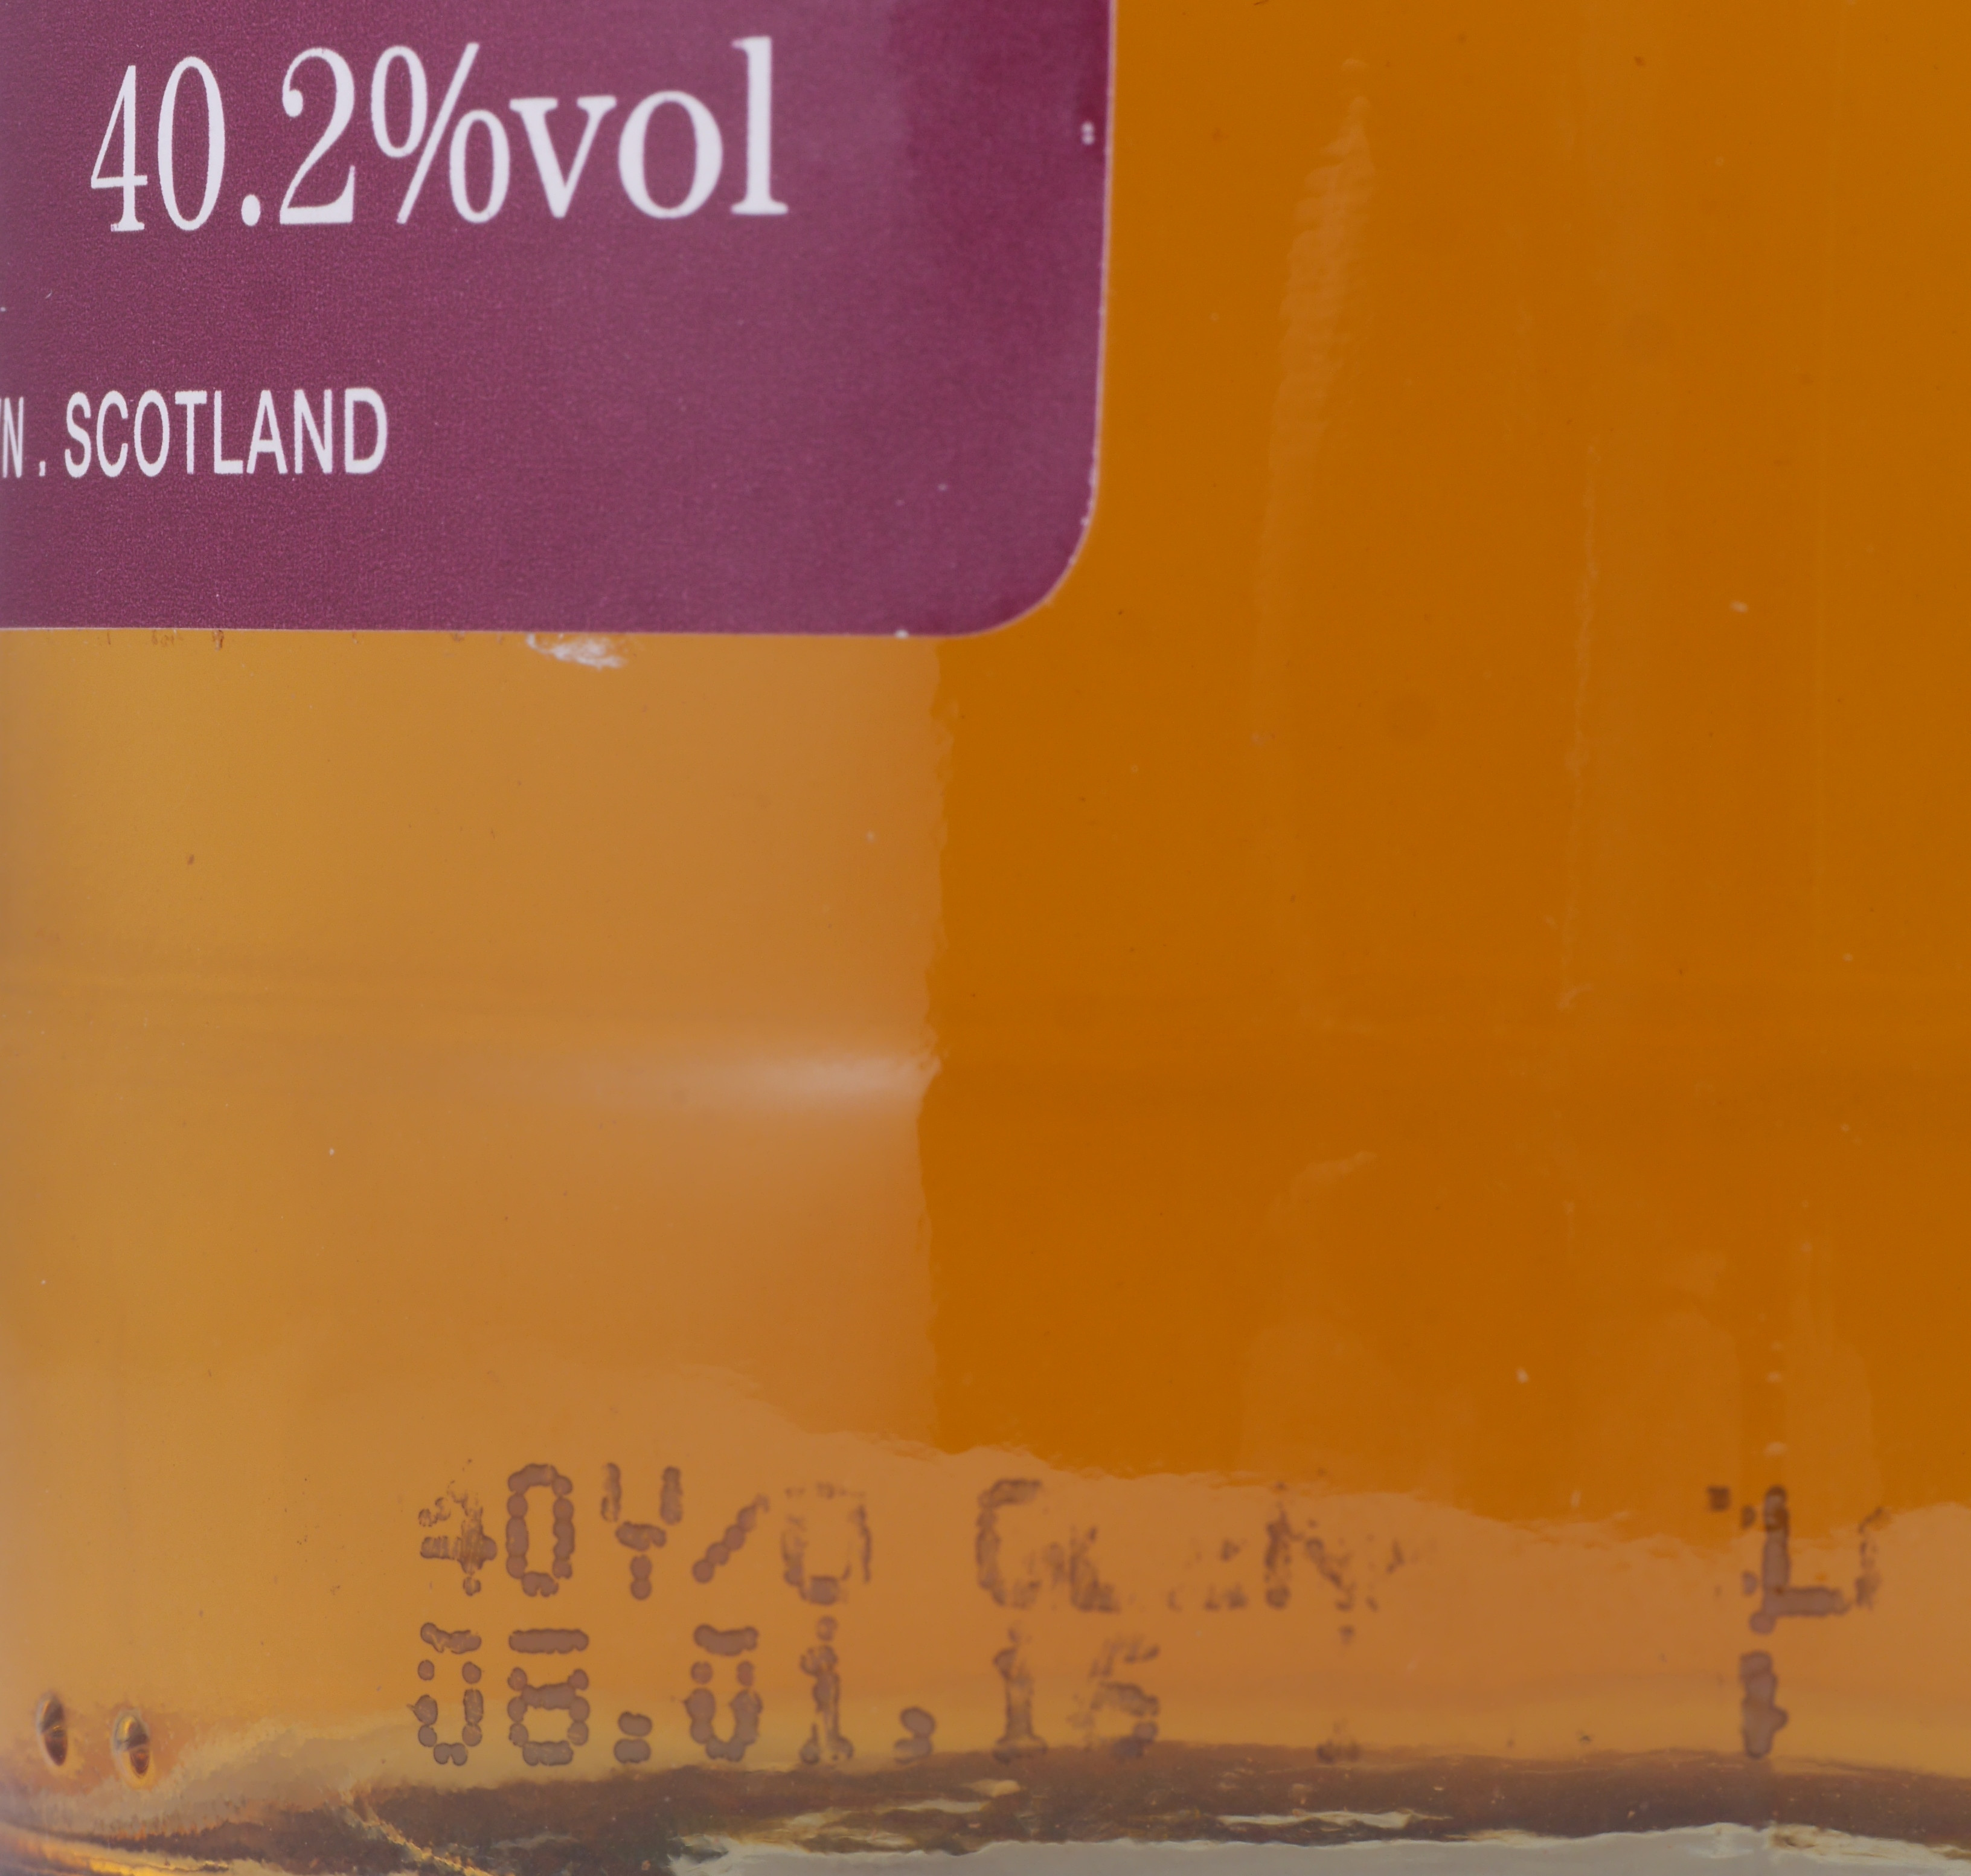 40.2%vol
. SCOTLAND
40Y/O
08.01.15